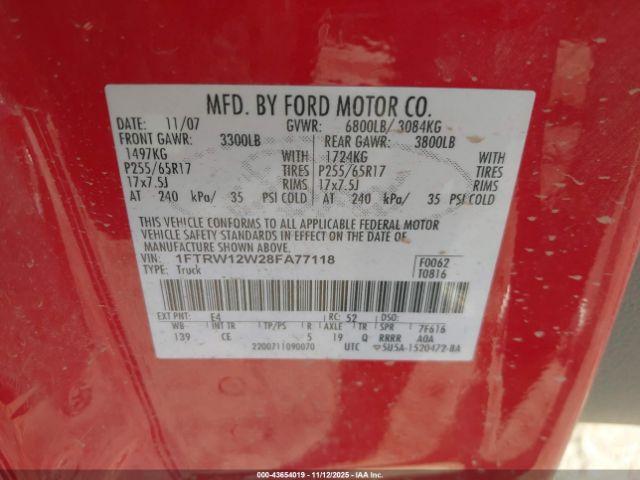 MFD. BY FORD MOTOR CO.
DATE: 11/07 GVWR: 6800LB/ 3084KG
FRONT GAWR: 3300LB REAR GAWR: 3800LB
1497KG WITH 1724KG WITH
P255/65R17 TIRES P255/65R17 TIRES
17x7.5J RIMS 17x7.5J RIMS
AT 240 kPa/ 35 PSI COLD AT 240 kPa/ 35 PSI COLD
THIS VEHICLE CONFORMS TO ALL APPLICABLE FEDERAL MOTOR
VEHICLE SAFETY STANDARDS IN EFFECT ON THE DATE OF
MANUFACTURE SHOWN ABOVE.
VIN: 1FTRW12W28FA77118 F0062
TYPE: Truck T0816
EXT PNT: E4 RC: 52 DSO:
WB INT TR TP/PS R AXLE TR SPR 7F616
139 CE 5 19 Q RRRR AOA
2200711090070 UTC 5U5A-1520472-BA
000-43654019 - 11/12/2025 - IAAI.COM